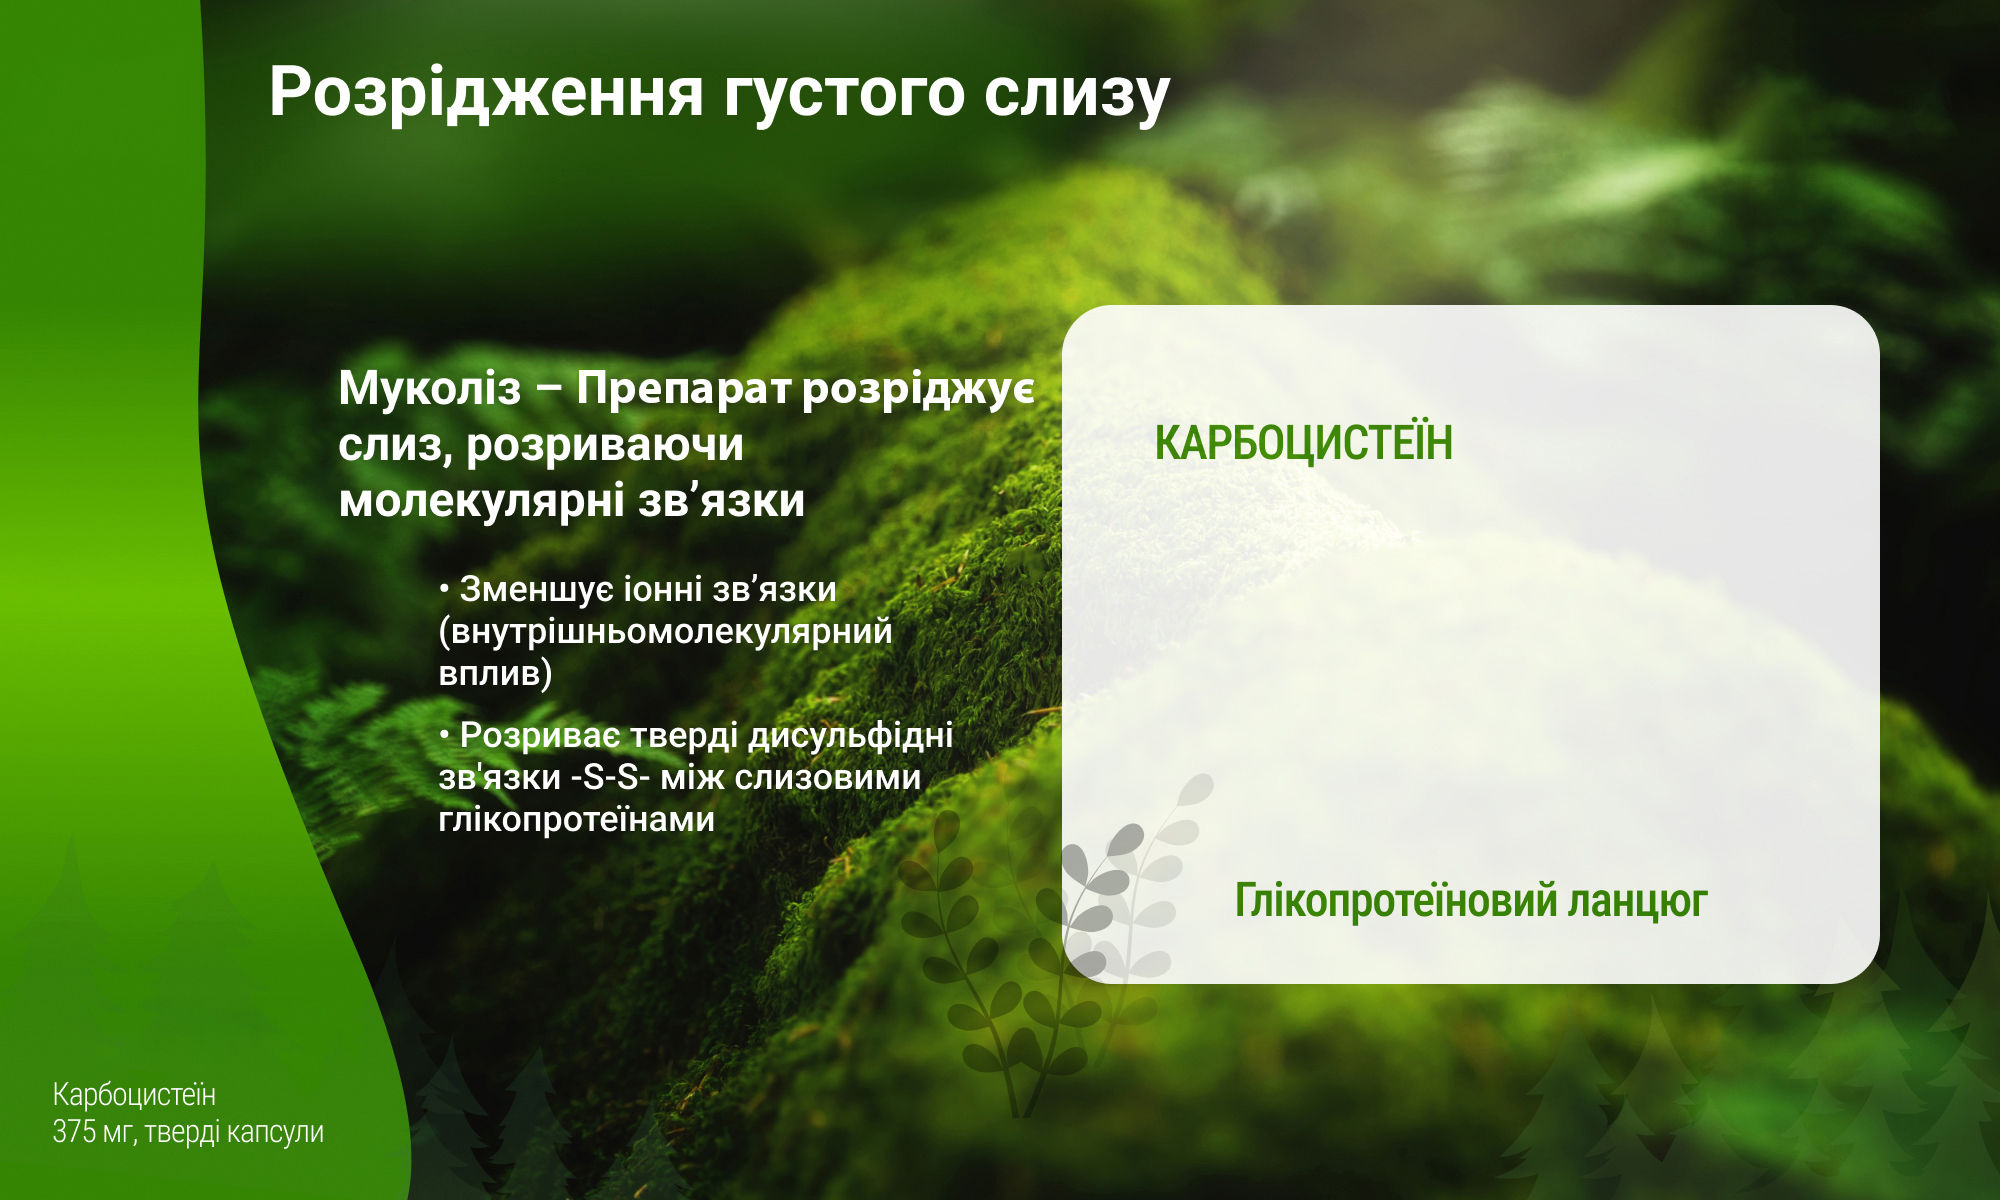 Розрідження густого слизу
Муколіз – Препарат розріджує
слиз, розриваючи
молекулярні зв’язки
• Зменшує іонні зв’язки
(внутрішньомолекулярний
вплив)
• Розриває тверді дисульфідні
зв'язки -S-S- між слизовими
глікопротеїнами
КАРБОЦИСТЕЇН
Глікопротеїновий ланцюг
Карбоцистеїн
375 мг, тверді капсули